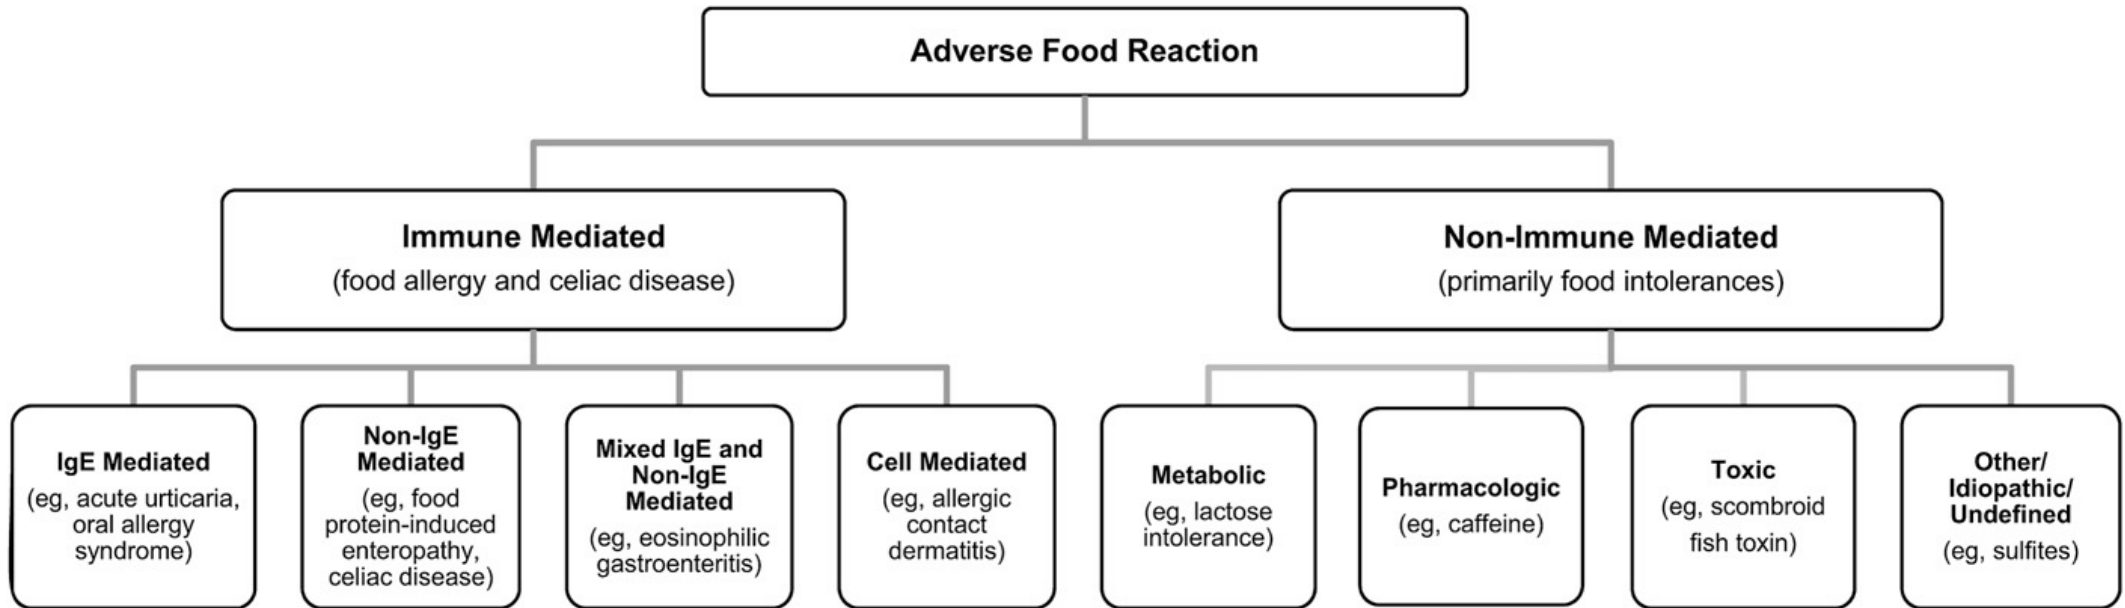 Adverse Food Reaction
Immune Mediated
(food allergy and celiac disease)
Non-Immune Mediated
(primarily food intolerances)
IgE Mediated
(eg, acute urticaria,
oral allergy
syndrome)
Non-IgE
Mediated
(eg, food
protein-induced
enteropathy,
celiac disease)
Mixed IgE and
Non-IgE
Mediated
(eg, eosinophilic
gastroenteritis)
Cell Mediated
(eg, allergic
contact
dermatitis)
Metabolic
(eg, lactose
intolerance)
Pharmacologic
(eg, caffeine)
Toxic
(eg, scombroid
fish toxin)
Other/
Idiopathic/
Undefined
(eg, sulfites)